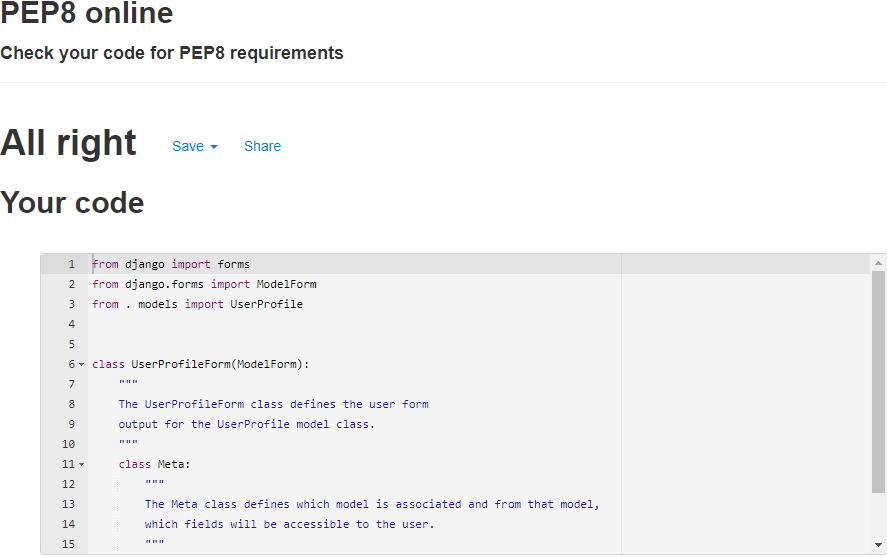 PEP8 online
Check your code for PEP8 requirements
All right Save Share
Your code
1 from django import forms
2 from django.forms import ModelForm
3 from . models import UserProfile
4
5
6 class UserProfileForm(ModelForm):
7 """
8 The UserProfileForm class defines the user form
9 output for the UserProfile model class.
10 """
11 class Meta:
12 """
13 The Meta class defines which model is associated and from that model,
14 which fields will be accessible to the user.
15 """